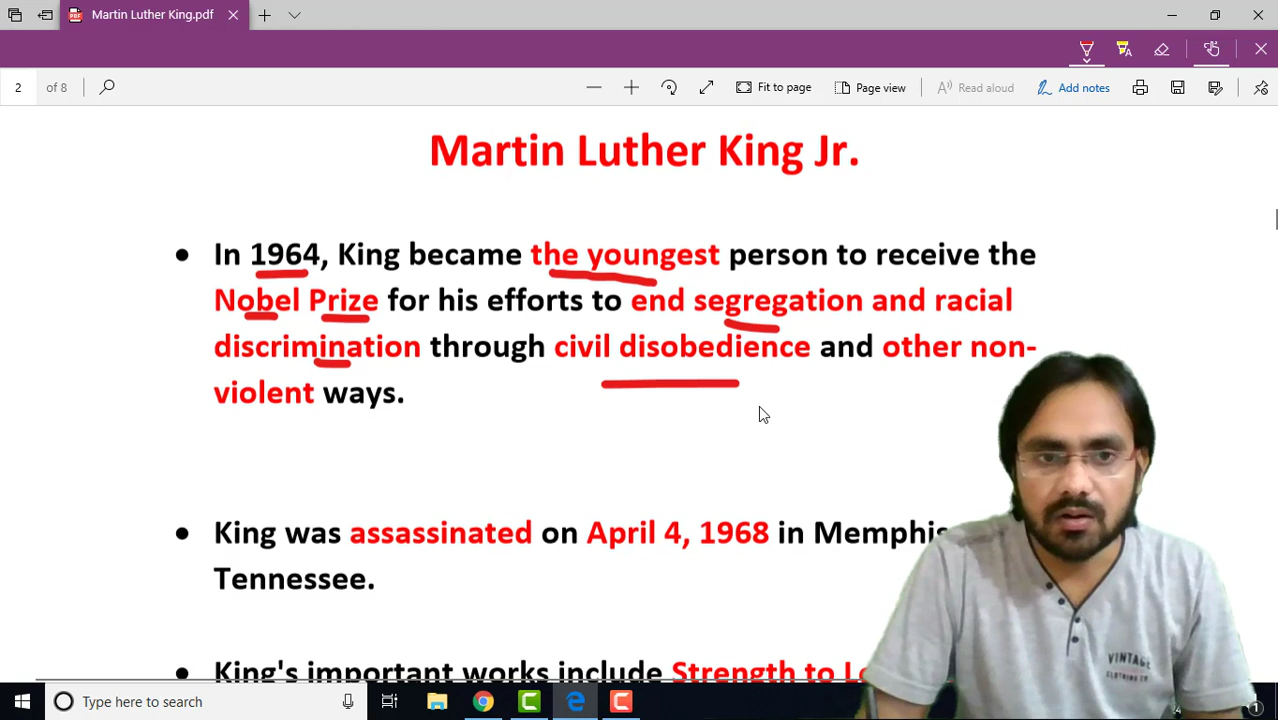 Martin Luther King.pdf
2 of 8 Fit to page Page view Read aloud Add notes
Martin Luther King Jr.
• In 1964, King became the youngest person to receive the
Nobel Prize for his efforts to end segregation and racial
discrimination through civil disobedience and other non-
violent ways.
• King was assassinated on April 4, 1968 in Memphis
Tennessee.
• King's important works include Strength to
VINTAGE
CLOTHING CO.
Type here to search